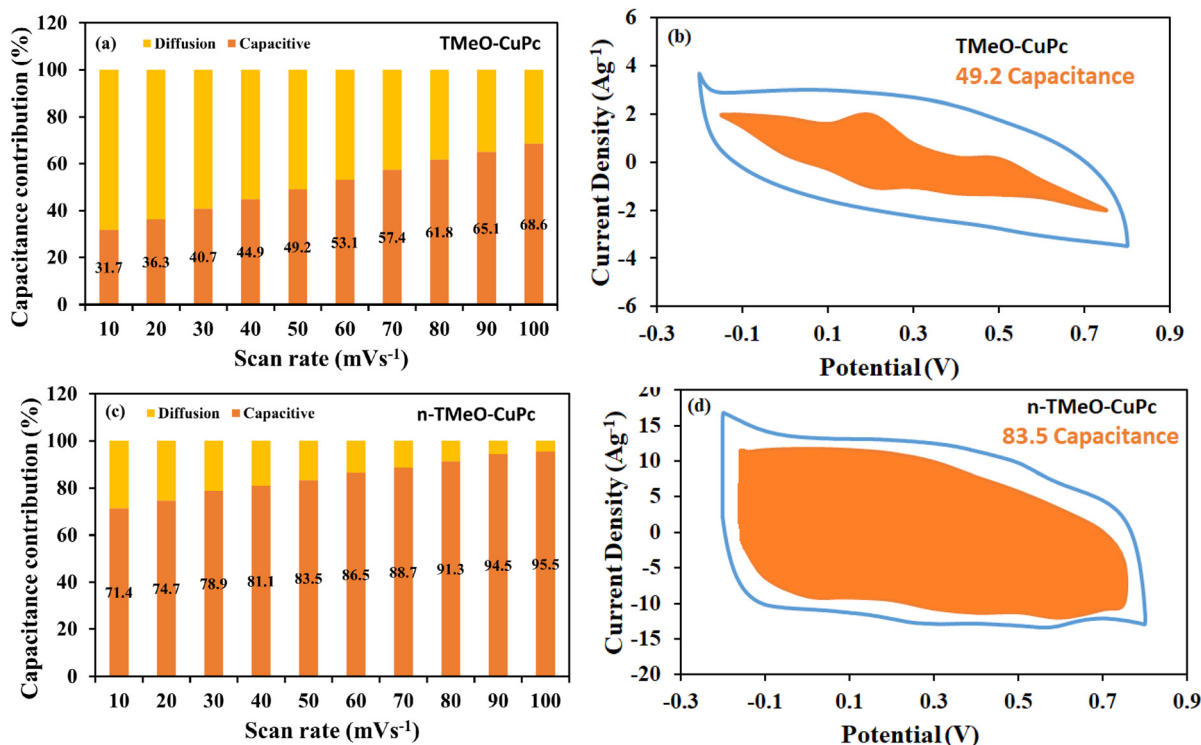 (a) TMeO-CuPc
Diffusion Capacitive
Capacitance contribution (%)
120
100
80
60
40
20
0
31.7 36.3 40.7 44.9 49.2 53.1 57.4 61.8 65.1 68.6
10 20 30 40 50 60 70 80 90 100
Scan rate (mVs-1)
(b) TMeO-CuPc
49.2 Capacitance
Current Density (Ag-1)
6
4
2
0
-2
-4
-6
-0.3 -0.1 0.1 0.3 0.5 0.7 0.9
Potential (V)
(c) n-TMeO-CuPc
Diffusion Capacitive
Capacitance contribution (%)
120
100
80
60
40
20
0
71.4 74.7 78.9 81.1 83.5 86.5 88.7 91.3 94.5 95.5
10 20 30 40 50 60 70 80 90 100
Scan rate (mVs-1)
(d) n-TMeO-CuPc
83.5 Capacitance
Current Density (Ag-1)
20
15
10
5
0
-5
-10
-15
-20
-0.3 -0.1 0.1 0.3 0.5 0.7 0.9
Potential (V)